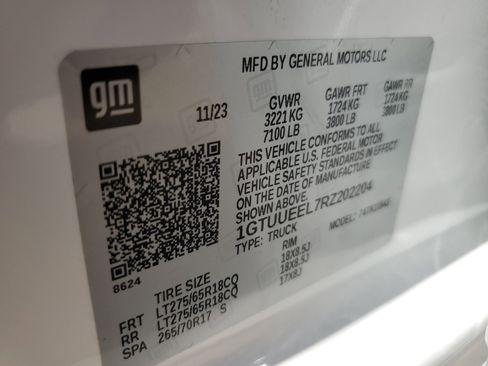 MFD BY GENERAL MOTORS LLC
gm
11/23 GVWR GAWR FRT GAWR RR
3221 KG 1724 KG 1724 KG
7100 LB 3800 LB 3800 LB
THIS VEHICLE CONFORMS TO ALL
APPLICABLE U.S. FEDERAL MOTOR
VEHICLE SAFETY STANDARDS IN EFFECT
ON THE DATE OF MANUFACTURE
1GTUUEEL7RZ202204
TYPE: TRUCK MODEL:
8624
TIRE SIZE RIM
FRT LT275/65R18CQ 18X8.5J
RR LT275/65R18CQ 18X8.5J
SPA 265/70R17 S 17X8J